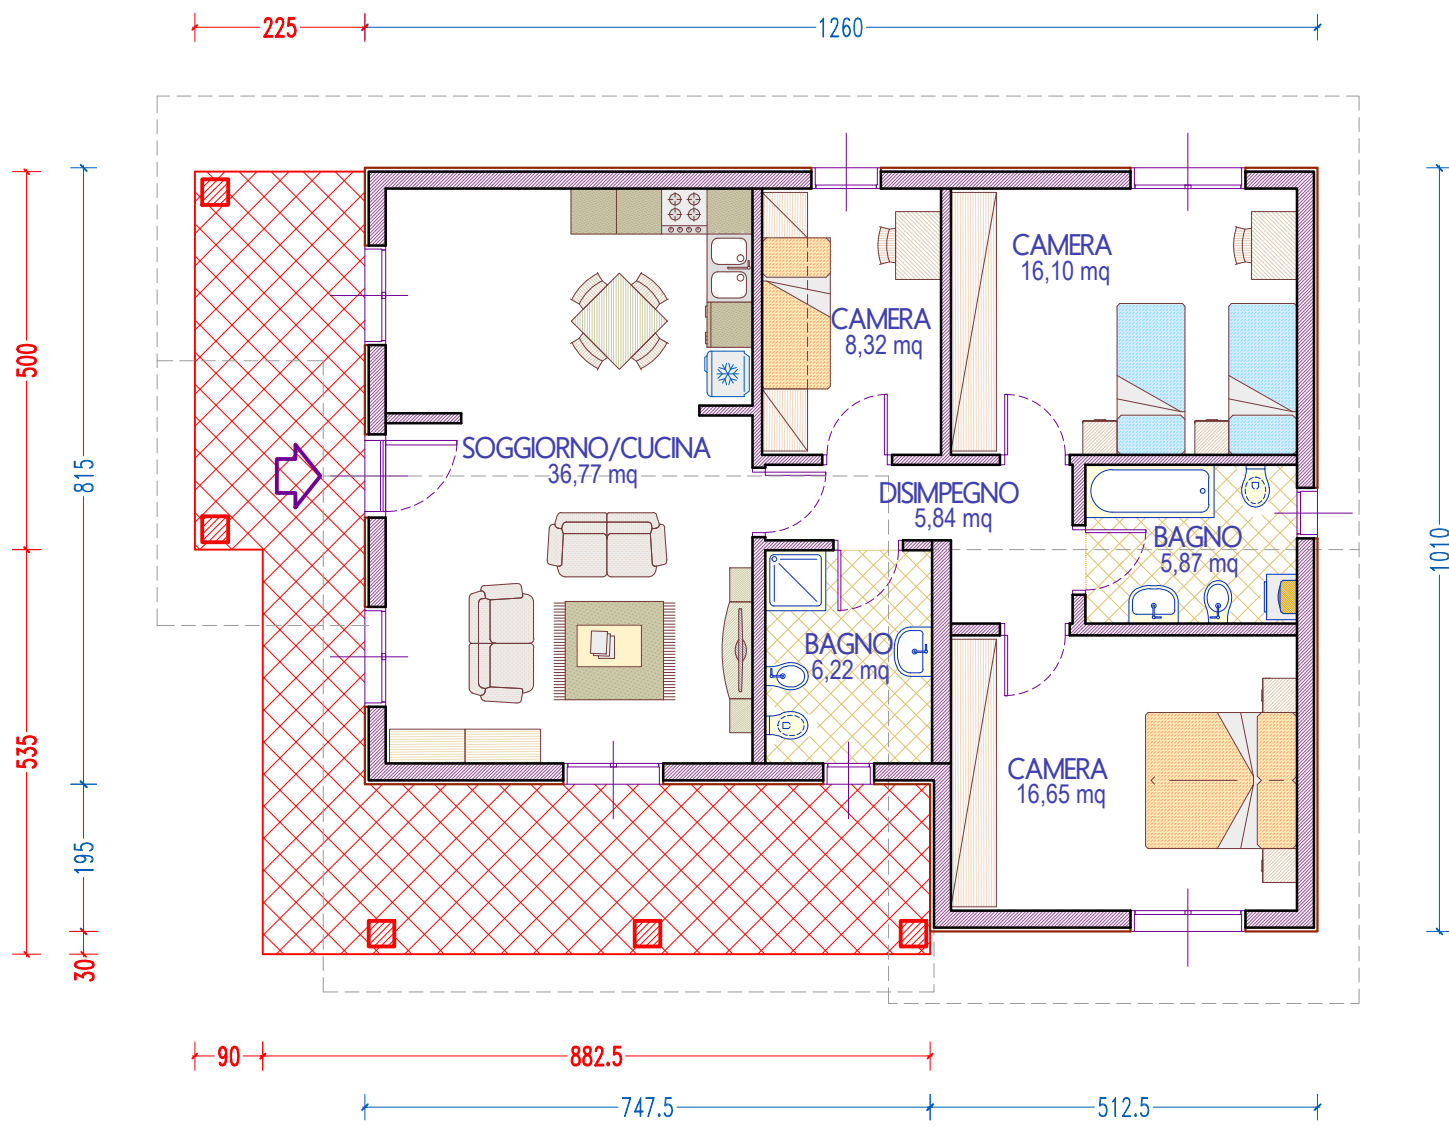 225
1260
CAMERA
16,10 mq
CAMERA
8,32 mq
500
815
SOGGIORNO/CUCINA
36,77 mq
DISIMPEGNO
5,84 mq
BAGNO
5,87 mq
1010
BAGNO
6,22 mq
535
CAMERA
16,65 mq
195
30
90
882.5
747.5
512.5